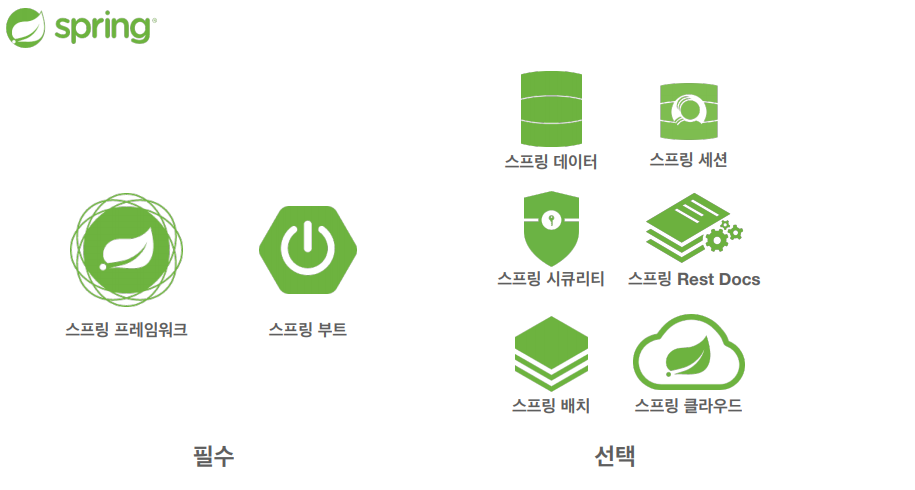 spring
스프링 데이터
스프링 세션
스프링 시큐리티
스프링 Rest Docs
스프링 프레임워크
스프링 부트
스프링 배치
스프링 클라우드
필수
선택